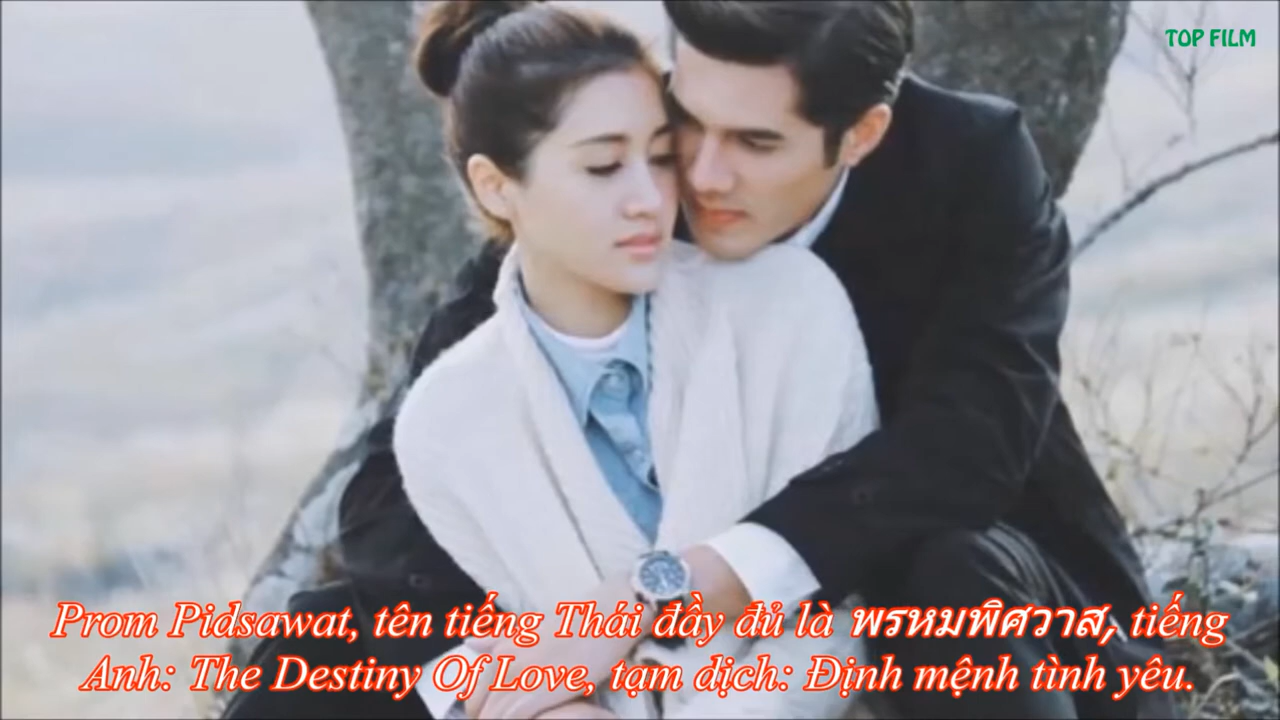 TOP FILM
Prom Pidsawat, tên tiếng Thái đầy đủ là พรหมพิศวาส, tiếng
Anh: The Destiny Of Love, tạm dịch: Định mệnh tình yêu.